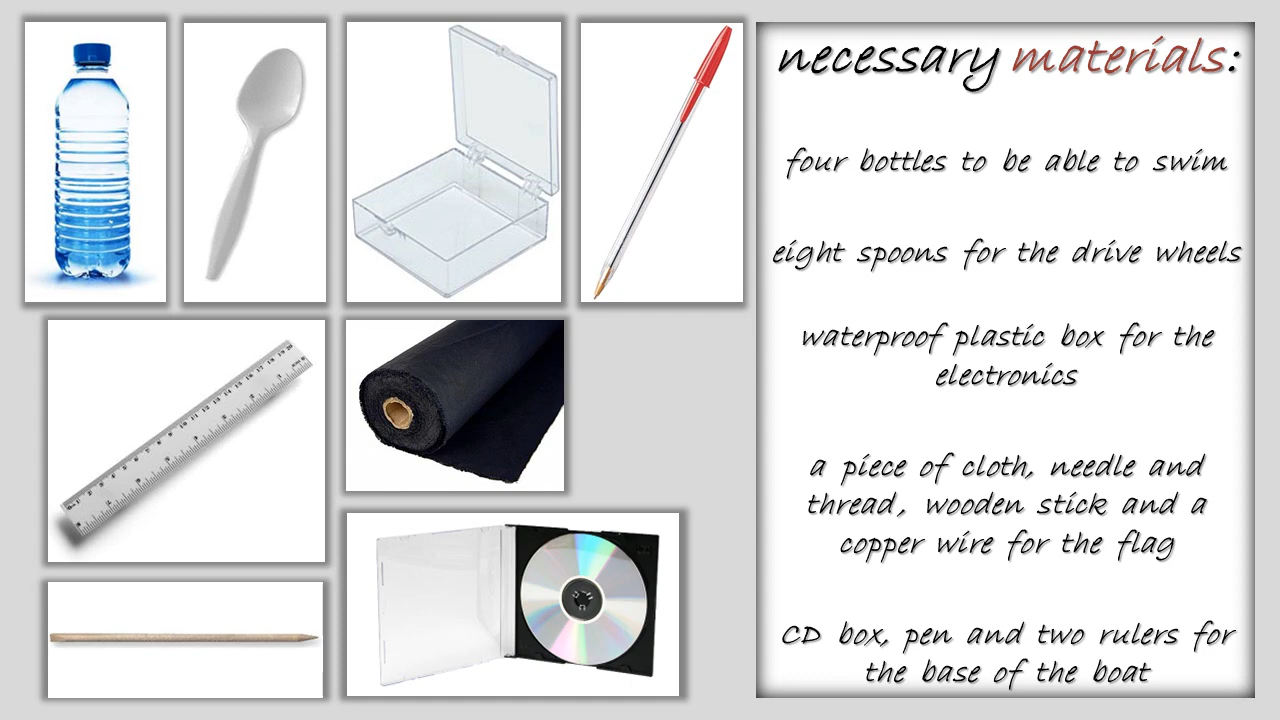 necessary materials:
four bottles to be able to swim
eight spoons for the drive wheels
waterproof plastic box for the
electronics
a piece of cloth, needle and
thread, wooden stick and a
copper wire for the flag
CD box, pen and two rulers for
the base of the boat